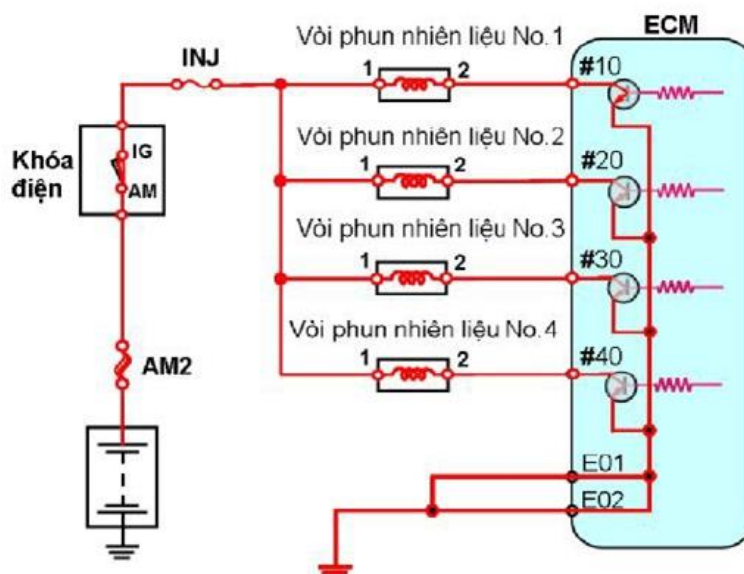 INJ
Vòi phun nhiên liệu No.1
ECM
1 2
#10
Khóa
điện
IG
AM
Vòi phun nhiên liệu No.2
1 2
#20
Vòi phun nhiên liệu No.3
1 2
#30
Vòi phun nhiên liệu No.4
1 2
#40
AM2
E01
E02